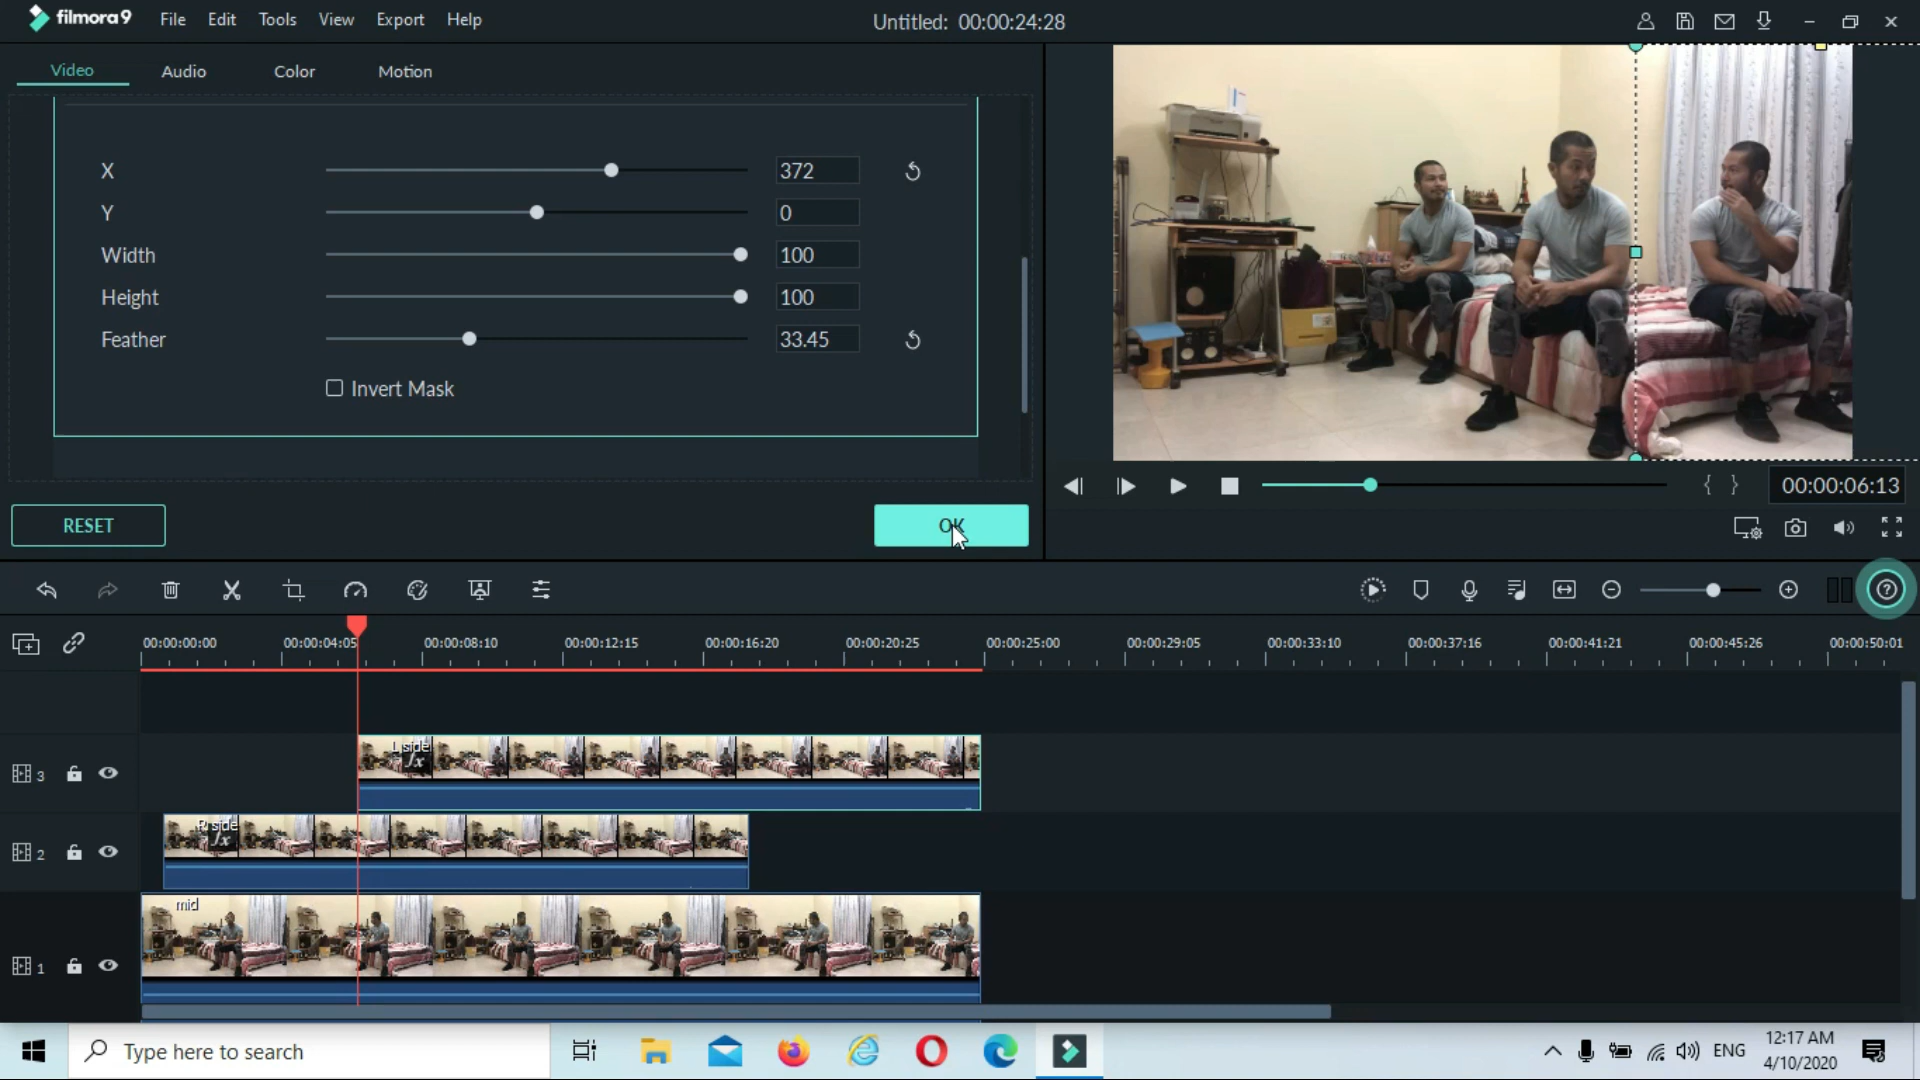 filmora9 File Edit Tools View Export Help Untitled: 00:00:24:28
Video Audio Color Motion
X 372
Y 0
Width 100
Height 100
Feather 33.45
Invert Mask
00:00:06:13
RESET OK
00:00:00:00 00:00:04:05 00:00:08:10 00:00:12:15 00:00:16:20 00:00:20:25 00:00:25:00 00:00:29:05 00:00:33:10 00:00:37:16 00:00:41:21 00:00:45:26 00:00:50:01
L side
fx
3
R side
fx
2
mid
1
Type here to search
ENG
12:17 AM
4/10/2020